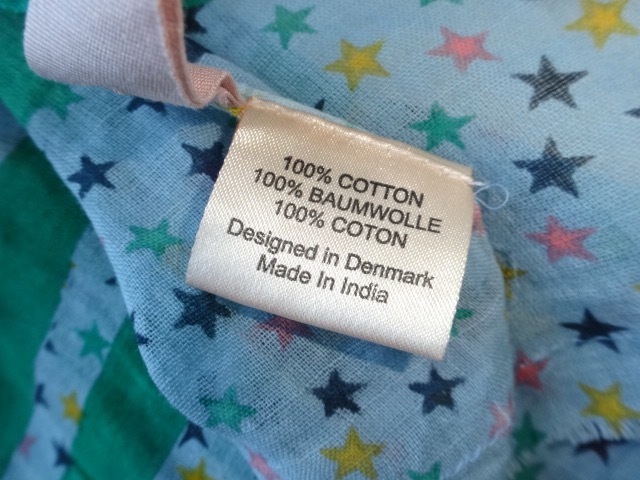 100% COTTON
100% BAUMWOLLE
100% COTON
Designed in Denmark
Made In India